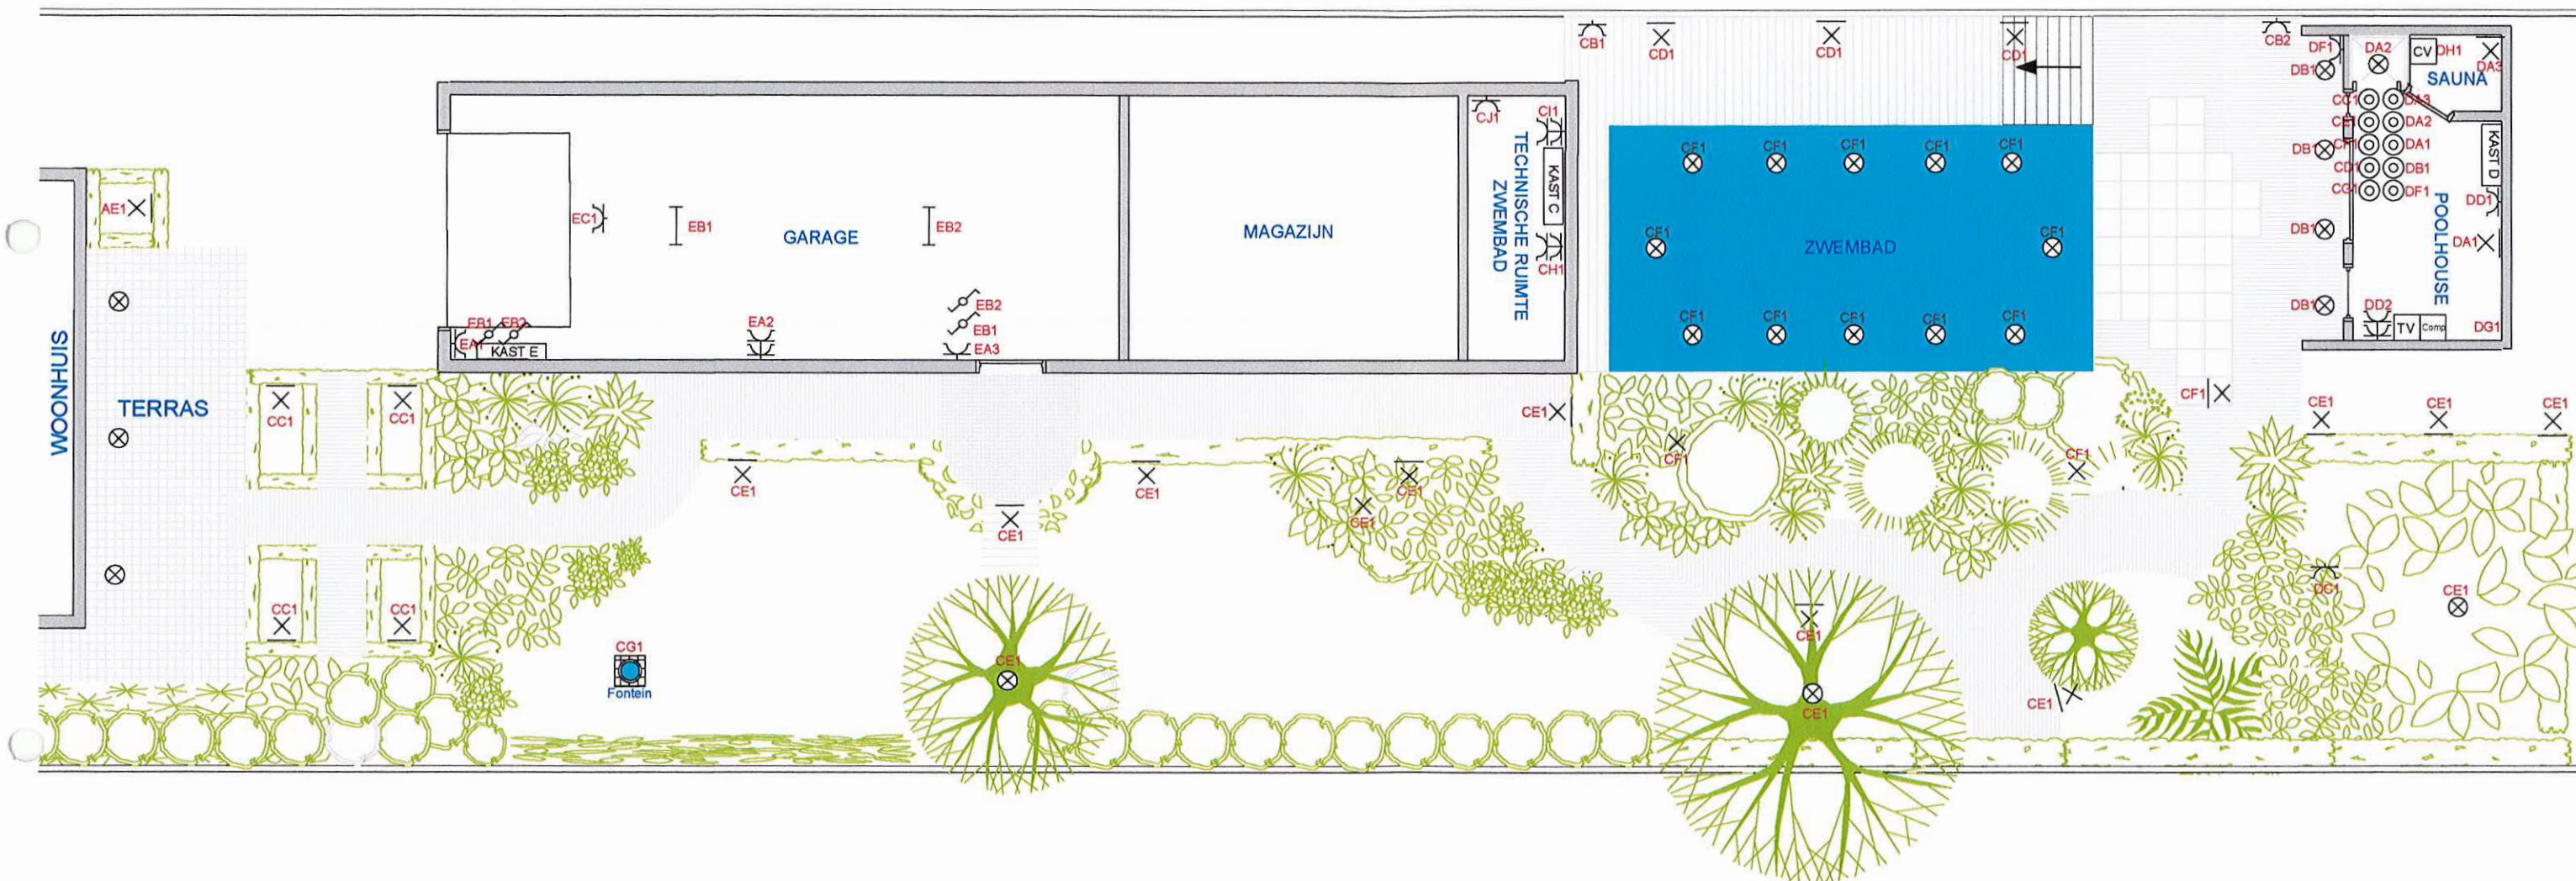 CB1
CD1
CD1
CD1
CB2
DF1
DA2
CV
DH1
DA3
SAUNA
DB1
CJ1
CI1
TECHNISCHE RUIMTE
ZWEMBAD
KAST C
CH1
CF1
CF1
CF1
CF1
CF1
CC1
DA3
CE1
DA2
CF1
DA1
CD1
DB1
CG1
DF1
DB1
KAST D
DD1
POOLHOUSE
AE1
EC1
EB1
GARAGE
EB2
MAGAZIJN
CF1
ZWEMBAD
CF1
DB1
DA1
EB2
EB1
EB1
EB2
EA1
KAST E
EA2
EA3
CF1
CF1
CF1
CF1
CF1
DB1
DD2
TV
Comp
DG1
WOONHUIS
TERRAS
CC1
CC1
CE1
CF1
CE1
CE1
CE1
CF1
CF1
CE1
CE1
CE1
CE1
CE1
CE1
CC1
CC1
DC1
CE1
CE1
CG1
Fontein
CE1
CE1
CE1